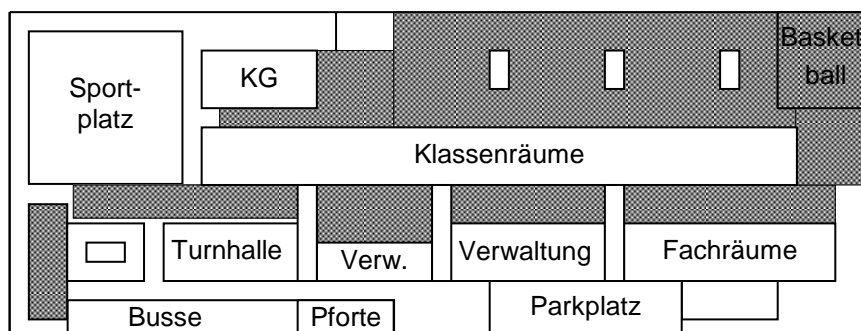 Basket
ball
Sport-
platz
KG
Klassenräume
Turnhalle
Verw.
Verwaltung
Fachräume
Busse
Pforte
Parkplatz